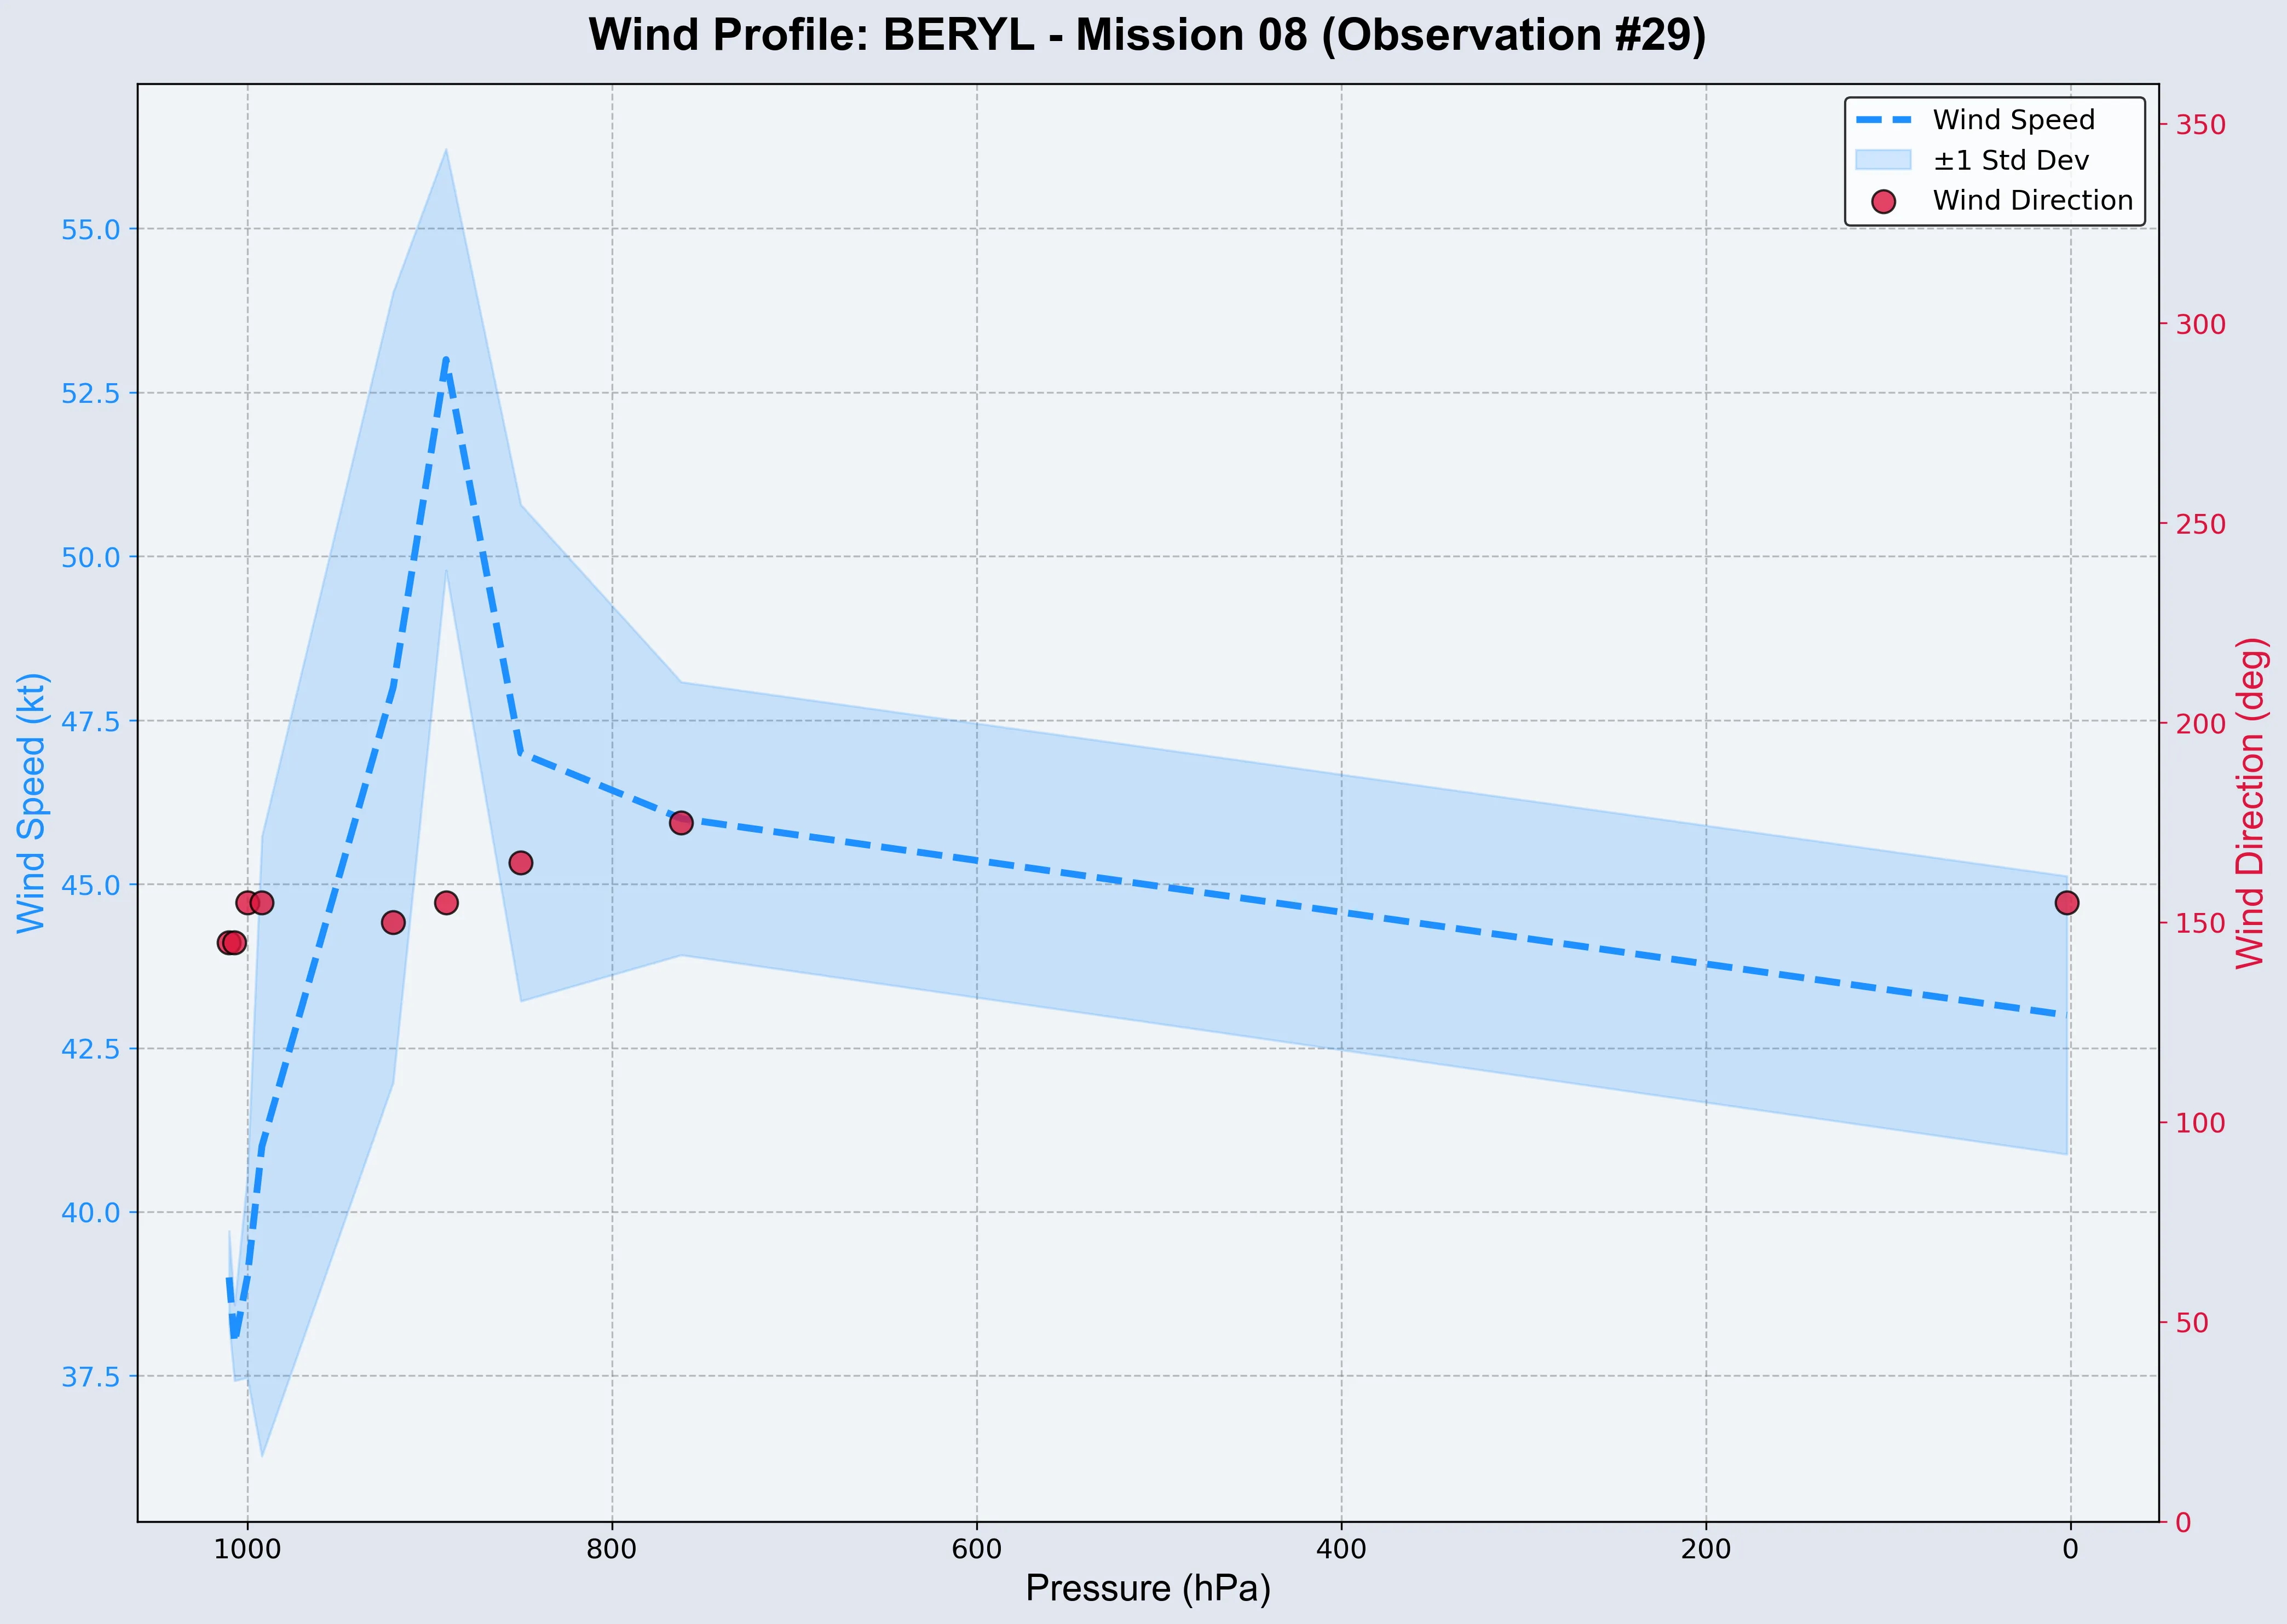 Wind Profile: BERYL - Mission 08 (Observation #29)
Wind Speed
±1 Std Dev
Wind Direction
Wind Speed (kt)
55.0
52.5
50.0
47.5
45.0
42.5
40.0
37.5
350
300
250
200
150
100
50
0
Wind Direction (deg)
1000 800 600 400 200 0
Pressure (hPa)